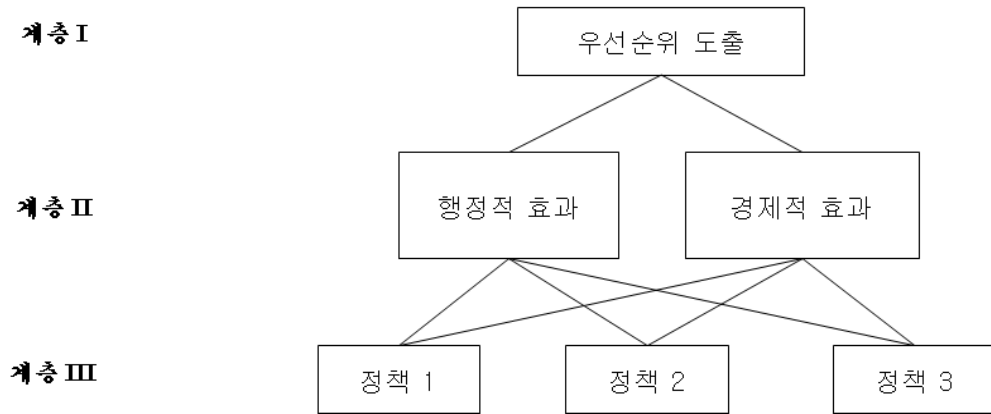 계층 I
우선순위 도출
계층 II
행정적 효과
경제적 효과
계층 III
정책 1
정책 2
정책 3